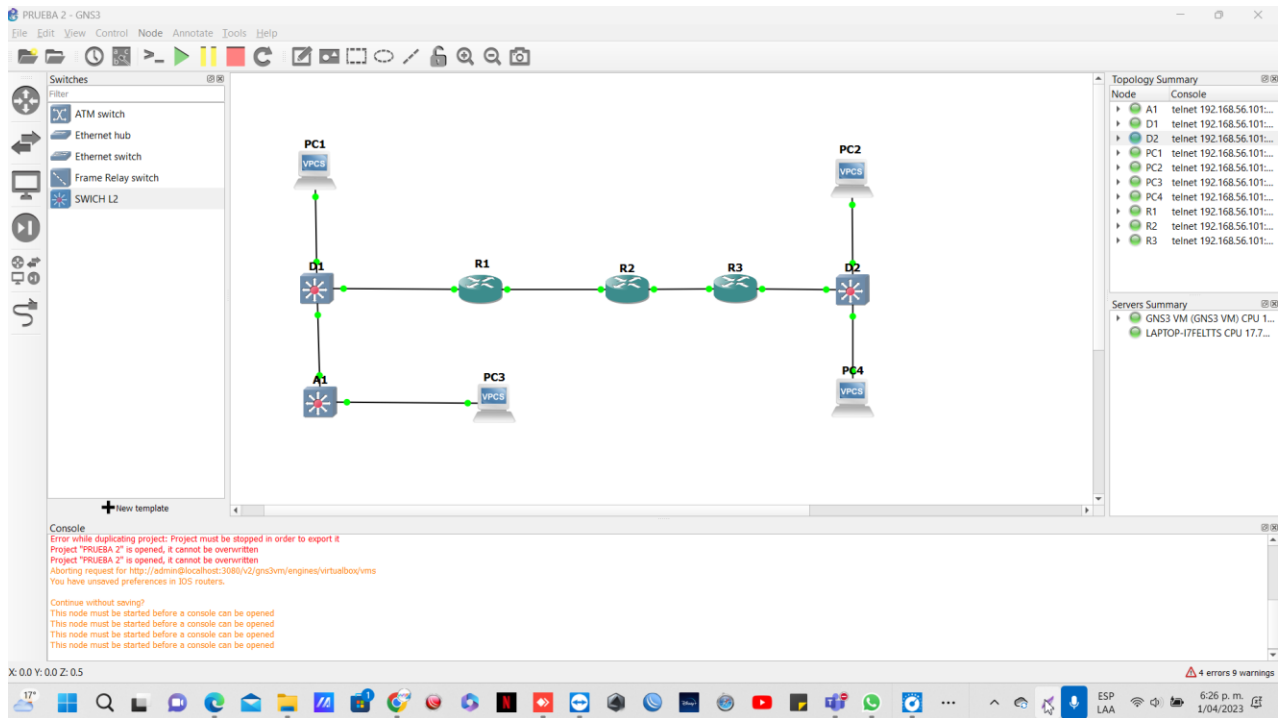 PRUEBA 2 - GNS3
File Edit View Control Node Annotate Tools Help
Switches
Filter
ATM switch
Ethernet hub
Ethernet switch
Frame Relay switch
SWICH L2
New template
PC1
VPCS
PC2
VPCS
D1
R1
R2
R3
D2
A1
PC3
VPCS
PC4
VPCS
Topology Summary
Node Console
A1 telnet 192.168.56.101:...
D1 telnet 192.168.56.101:...
D2 telnet 192.168.56.101:...
PC1 telnet 192.168.56.101:...
PC2 telnet 192.168.56.101:...
PC3 telnet 192.168.56.101:...
PC4 telnet 192.168.56.101:...
R1 telnet 192.168.56.101:...
R2 telnet 192.168.56.101:...
R3 telnet 192.168.56.101:...
Servers Summary
GNS3 VM (GNS3 VM) CPU 1...
LAPTOP-I7FELTTS CPU 17.7...
Console
Error while duplicating project: Project must be stopped in order to export it
Project "PRUEBA 2" is opened, it cannot be overwritten
Project "PRUEBA 2" is opened, it cannot be overwritten
Aborting request for http://admin@localhost:3080/v2/gns3vm/engines/virtualbox/vms
You have unsaved preferences in IOS routers.
Continue without saving?
This node must be started before a console can be opened
This node must be started before a console can be opened
This node must be started before a console can be opened
This node must be started before a console can be opened
X: 0.0 Y: 0.0 Z: 0.5
4 errors 9 warnings
17°
1
N
ESP
LAA
6:26 p. m.
1/04/2023